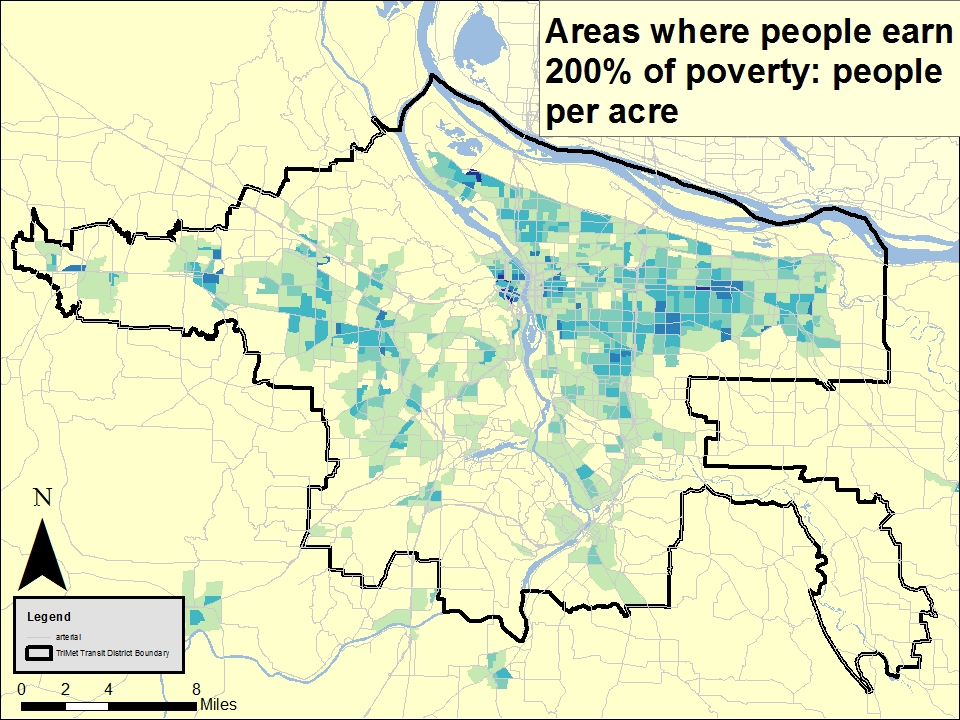 Areas where people earn
200% of poverty: people
per acre
N
Legend
arterial
TriMet Transit District Boundary
0 2 4 8
Miles